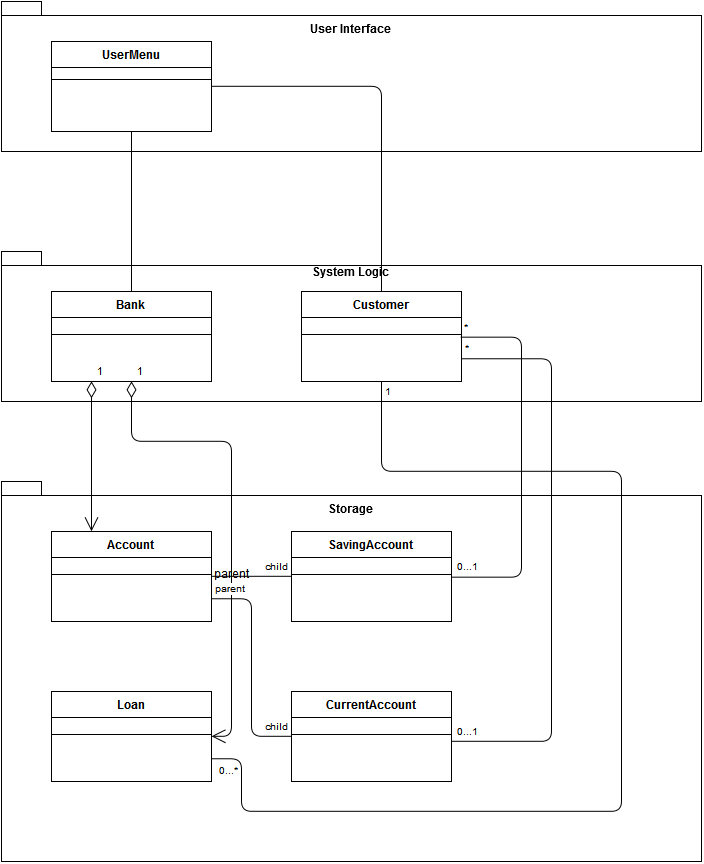 User Interface
UserMenu
System Logic
Bank
Customer
*
*
1
1
1
Storage
Account
SavingAccount
child
0...1
parent
parent
Loan
CurrentAccount
child
0...1
0...*